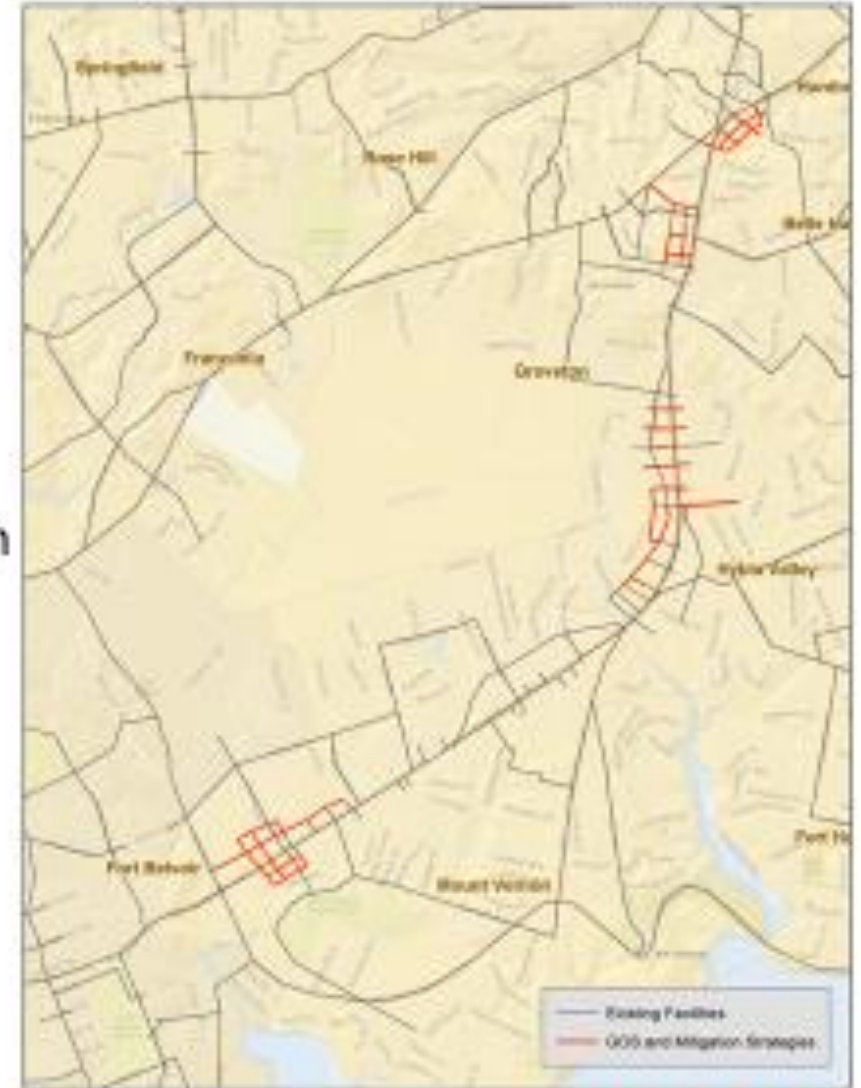 Springfield
Rose Hill
Franconia
Groveton
Hybla Valley
Fort Belvoir
Mount Vernon
n
Existing Facilities
GOS and Mitigation Strategies